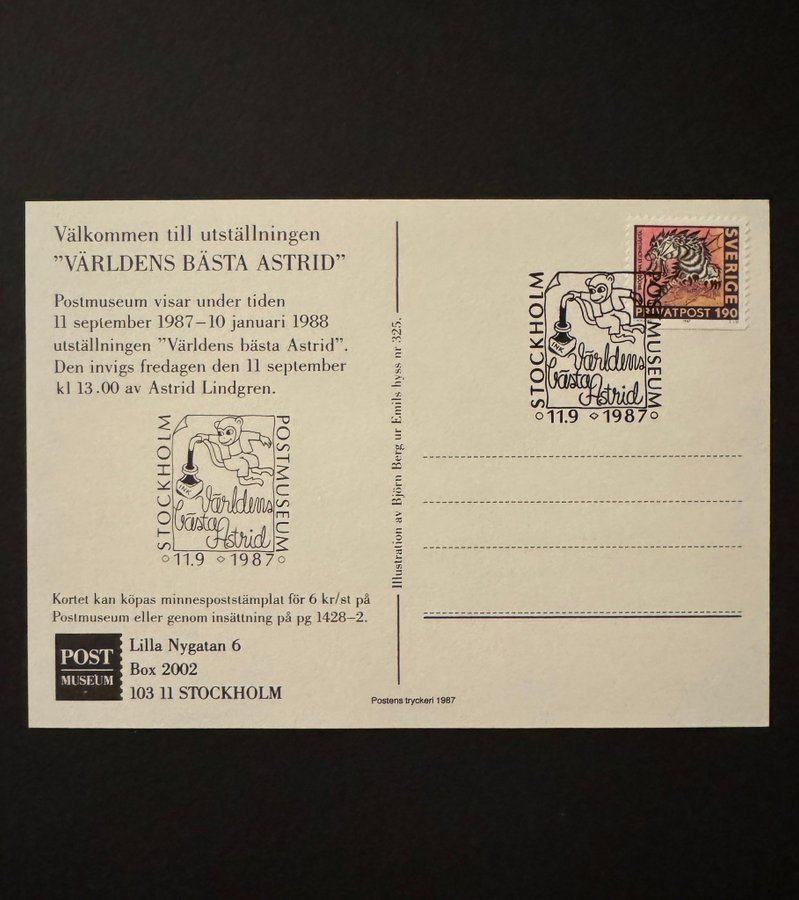 Välkommen till utställningen
”VÄRLDENS BÄSTA ASTRID”
Postmuseum visar under tiden
11 september 1987–10 januari 1988
utställningen ”Världens bästa Astrid”.
Den invigs fredagen den 11 september
kl 13.00 av Astrid Lindgren.
STOCKHOLM
POSTMUSEUM
INK
Världens
bästa
Astrid
11.9 1987
Kortet kan köpas minnespoststämplat för 6 kr/st på
Postmuseum eller genom insättning på pg 1428–2.
POST
MUSEUM
Lilla Nygatan 6
Box 2002
103 11 STOCKHOLM
Illustration av Björn Berg ur Emils hyss nr 325.
Postens tryckeri 1987
SVERIGE
PRIVATPOST 190
STOCKHOLM
POSTMUSEUM
INK
Världens
bästa
Astrid
11.9 1987